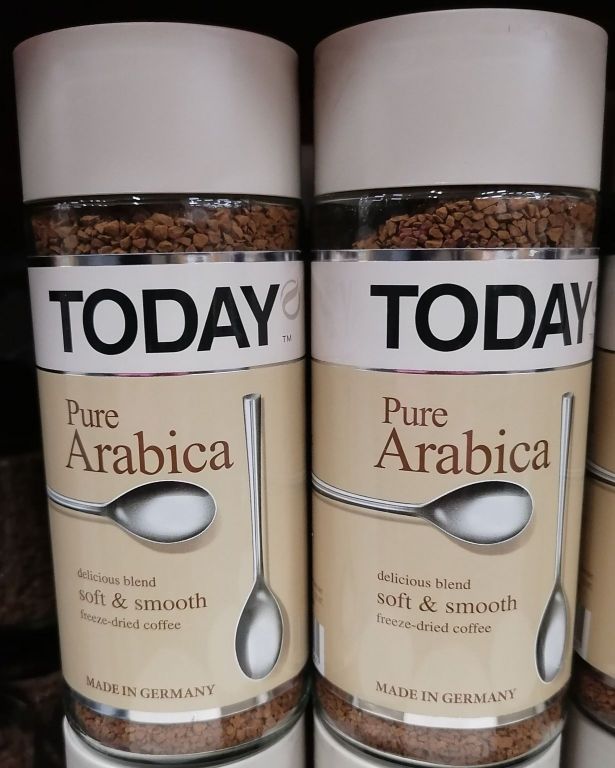 TODAY
TM
Pure
Arabica
delicious blend
soft & smooth
freeze-dried coffee
MADE IN GERMANY
TODAY
Pure
Arabica
delicious blend
soft & smooth
freeze-dried coffee
MADE IN GERMANY